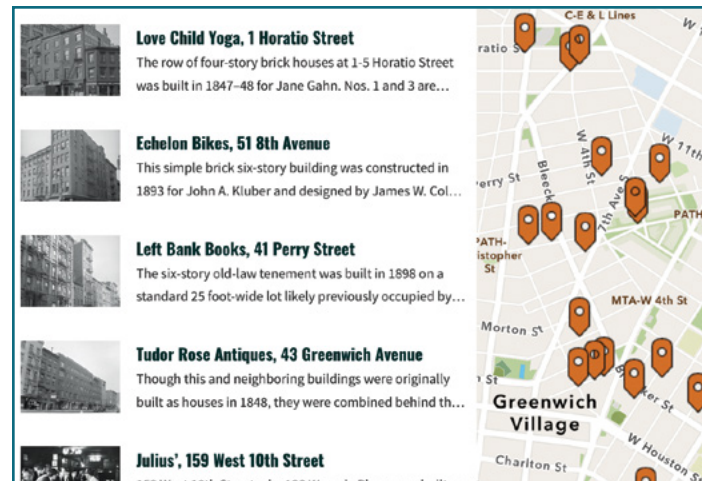 Love Child Yoga, 1 Horatio Street
The row of four-story brick houses at 1-5 Horatio Street
was built in 1847–48 for Jane Gahn. Nos. 1 and 3 are…
Echelon Bikes, 51 8th Avenue
This simple brick six-story building was constructed in
1893 for John A. Kluber and designed by James W. Col…
Left Bank Books, 41 Perry Street
The six-story old-law tenement was built in 1898 on a
standard 25 foot-wide lot likely previously occupied by…
Tudor Rose Antiques, 43 Greenwich Avenue
Though this and neighboring buildings were originally
built as houses in 1848, they were combined behind th…
Julius’, 159 West 10th Street
C-E & L Lines
W 1
ratio S
W 4th St
W 11th
Bleeck
erry St
7th Ave S
PATH
PATH-
istopher
St
MTA-W 4th St
Morton St
n St
ker St
Greenwich
Village
W Houston
Charlton St